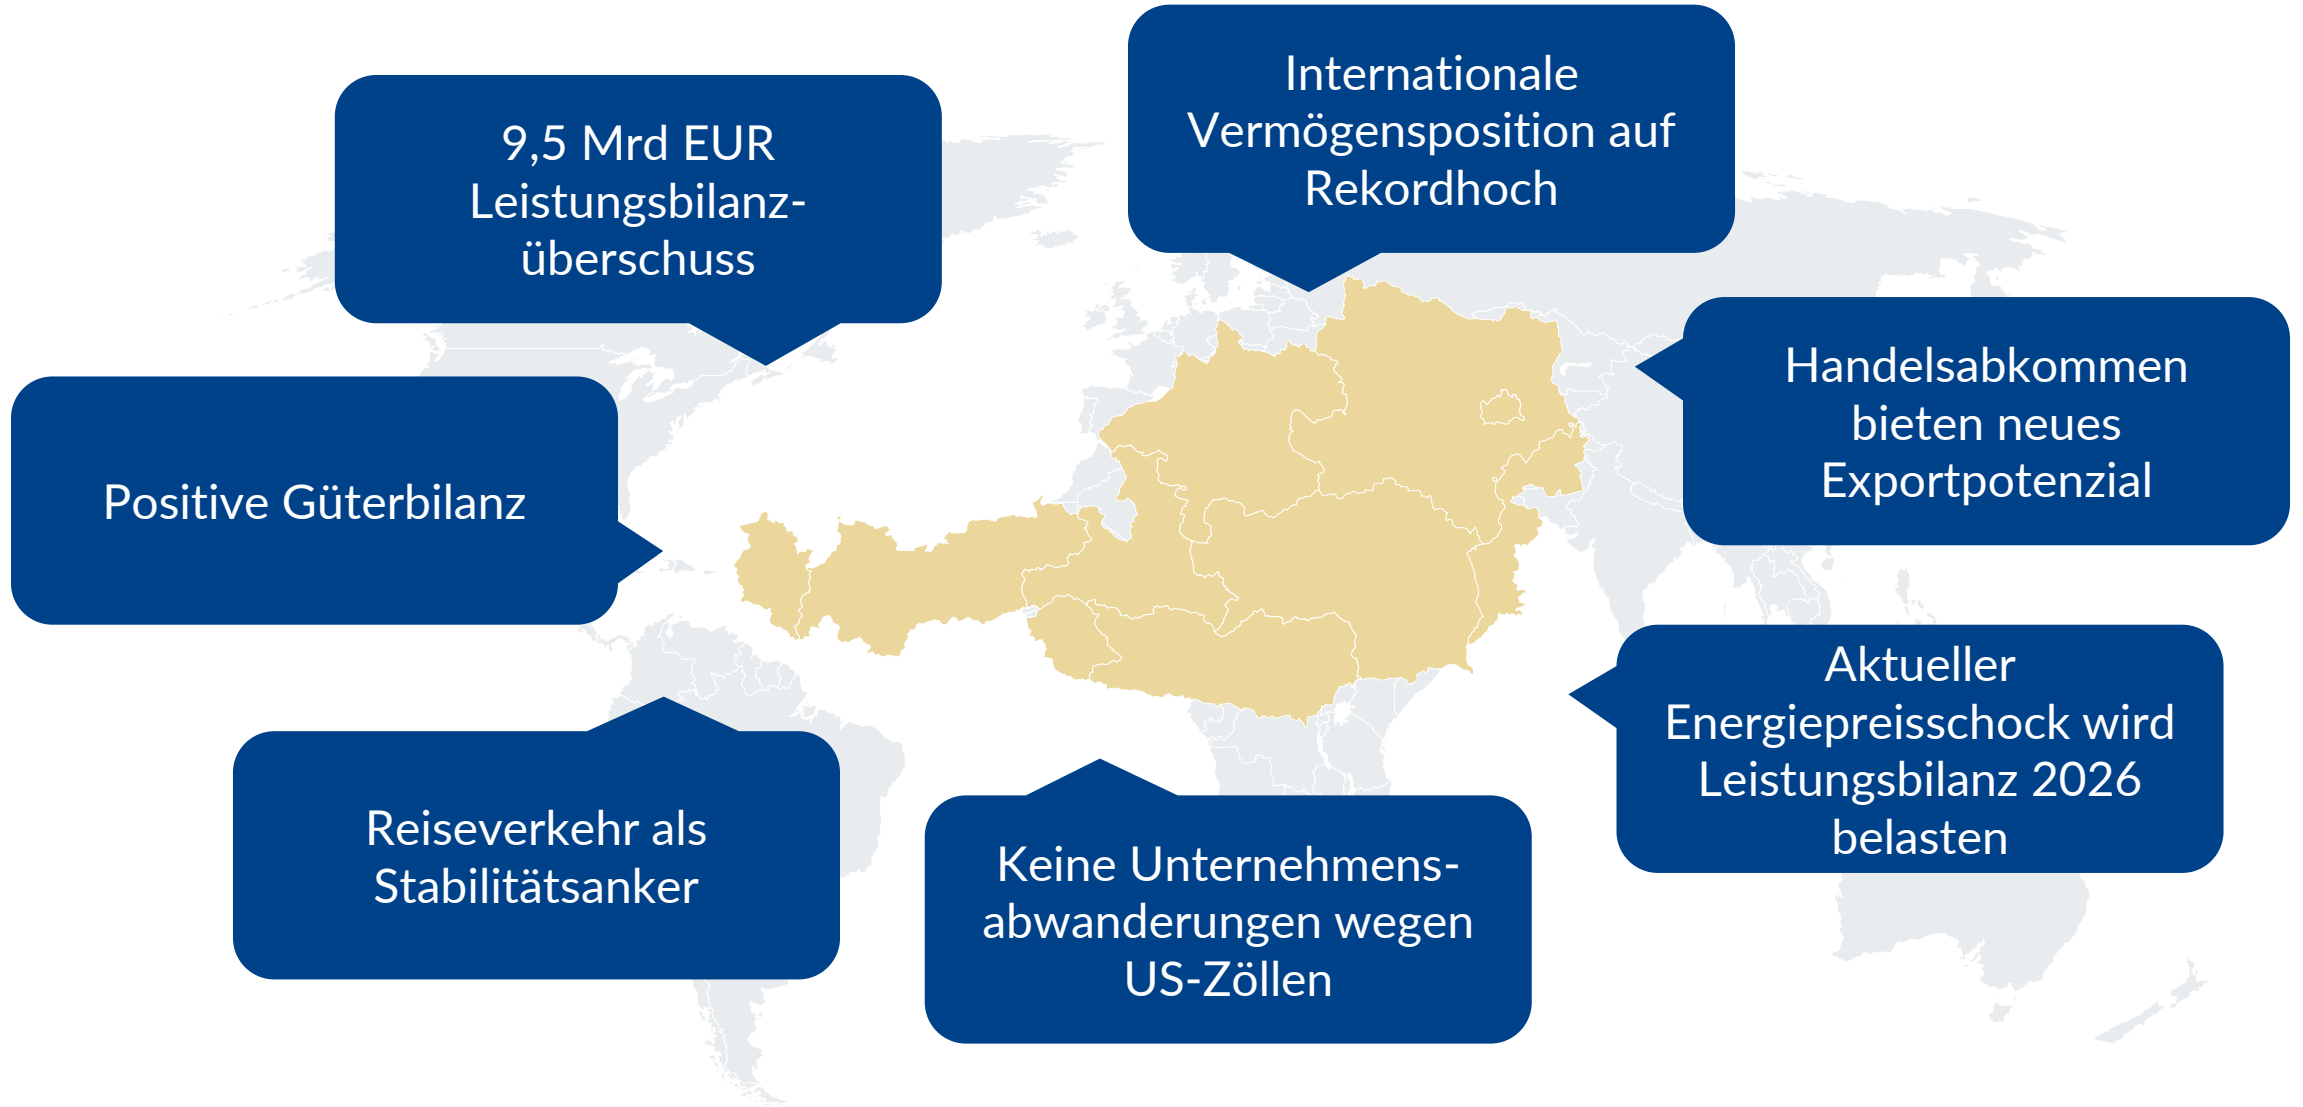 9,5 Mrd EUR
Leistungsbilanz-
überschuss
Internationale
Vermögensposition auf
Rekordhoch
Positive Güterbilanz
Handelsabkommen
bieten neues
Exportpotenzial
Reiseverkehr als
Stabilitätsanker
Keine Unternehmens-
abwanderungen wegen
US-Zöllen
Aktueller
Energiepreisschock wird
Leistungsbilanz 2026
belasten